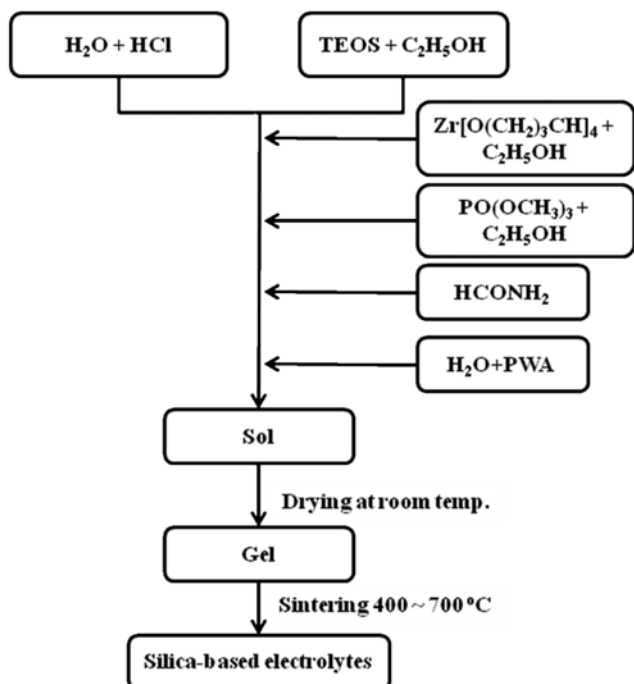 H₂O + HCl
TEOS + C₂H₅OH
Zr[O(CH₂)₃CH]₄ +
C₂H₅OH
PO(OCH₃)₃ +
C₂H₅OH
HCONH₂
H₂O+PWA
Sol
Drying at room temp.
Gel
Sintering 400 ~ 700 °C
Silica-based electrolytes